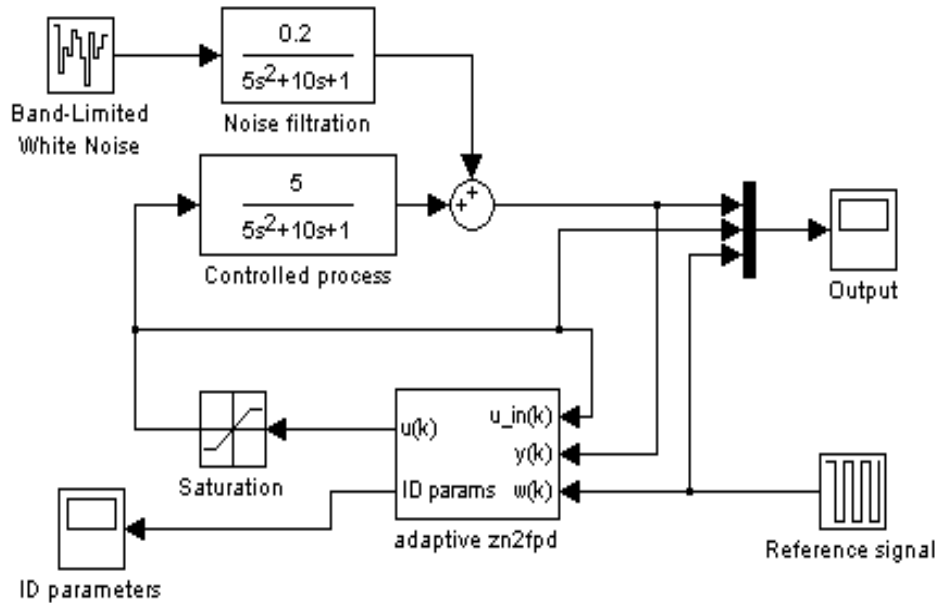 0.2
5s²+10s+1
Band-Limited
White Noise
Noise filtration
+
+
5
5s²+10s+1
Controlled process
Output
u(k)
u_in(k)
y(k)
ID params
w(k)
Saturation
adaptive zn2fpd
Reference signal
ID parameters